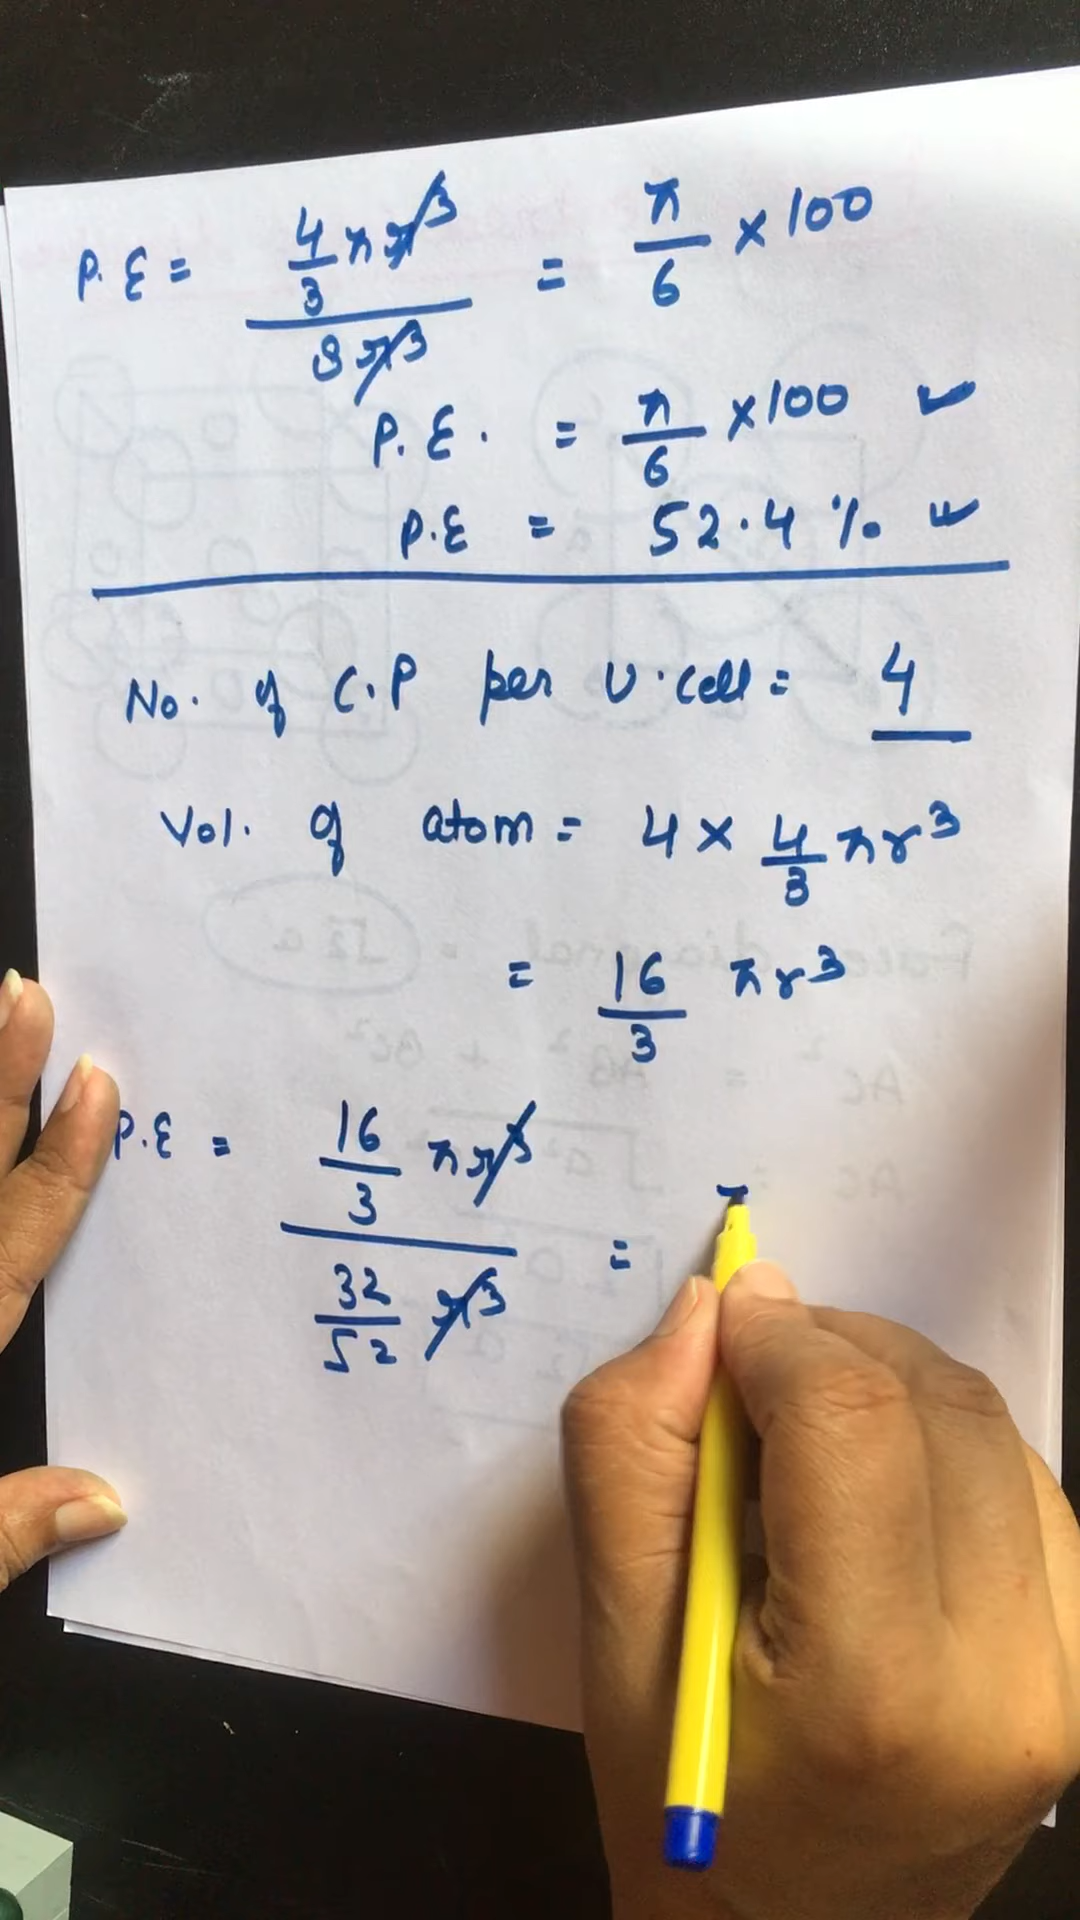 P.E = 4/3 πr³ / 8r³ = π/6 × 100
P.E. = π/6 × 100 ✓
P.E = 52.4 % ✓
No. of C.P per U.cell = 4
Vol. of atom = 4 × 4/3 πr³
= 16/3 πr³
P.E = 16/3 πr³ / 32/√2 r³ =